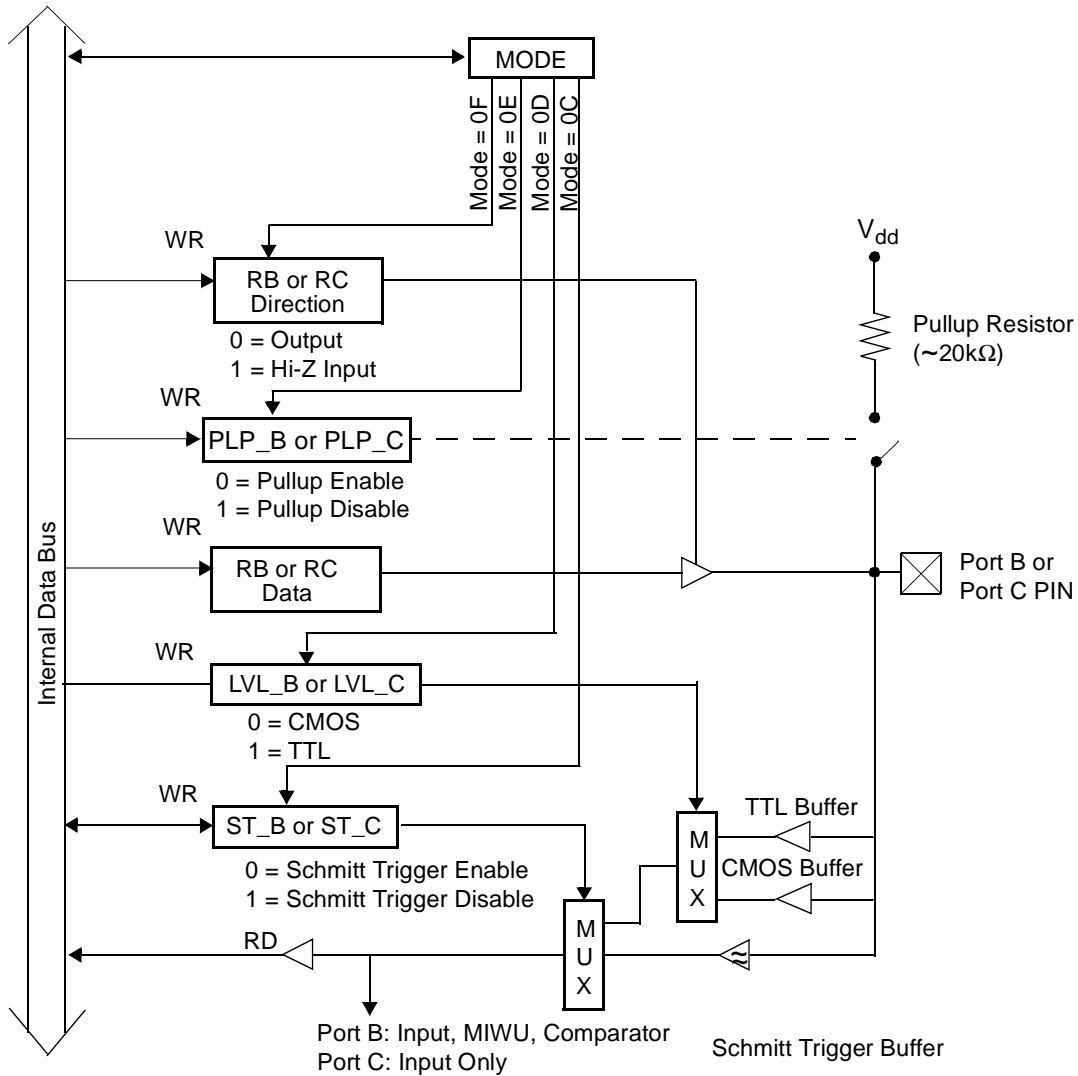 MODE
Mode = 0F
Mode = 0E
Mode = 0D
Mode = 0C
WR
RB or RC
Direction
0 = Output
1 = Hi-Z Input
V_dd
Pullup Resistor
(~20kΩ)
WR
PLP_B or PLP_C
0 = Pullup Enable
1 = Pullup Disable
WR
RB or RC
Data
Port B or
Port C PIN
Internal Data Bus
WR
LVL_B or LVL_C
0 = CMOS
1 = TTL
WR
ST_B or ST_C
0 = Schmitt Trigger Enable
1 = Schmitt Trigger Disable
TTL Buffer
CMOS Buffer
M
U
X
M
U
X
≈
RD
Port B: Input, MIWU, Comparator
Port C: Input Only
Schmitt Trigger Buffer